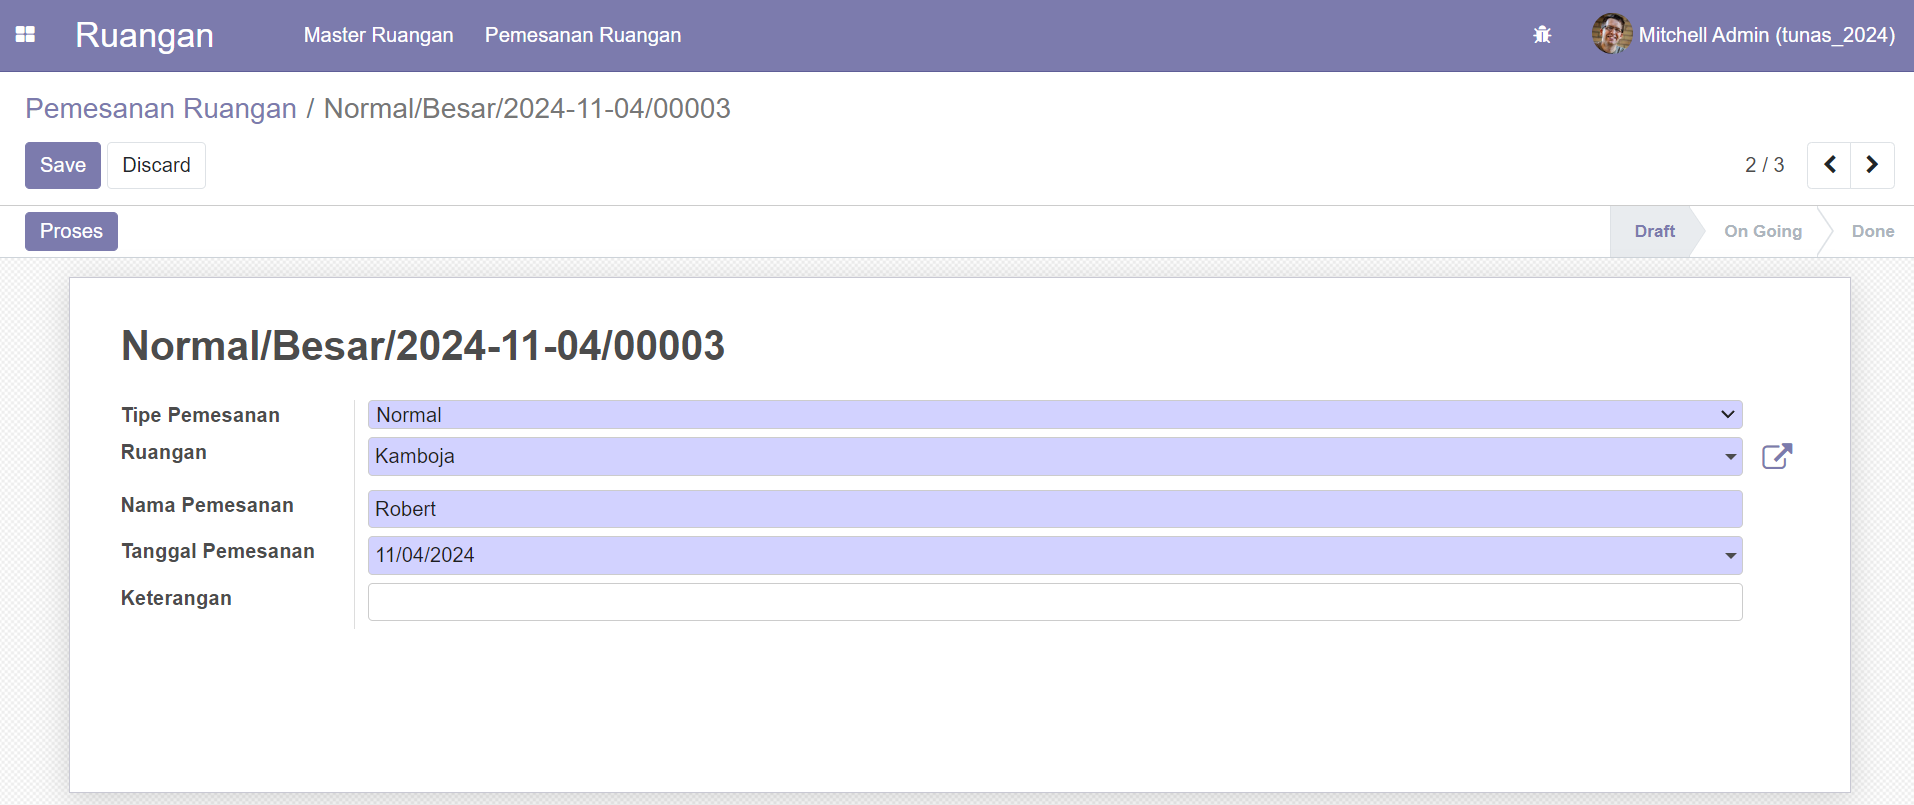 Ruangan Master Ruangan Pemesanan Ruangan Mitchell Admin (tunas_2024)
Pemesanan Ruangan / Normal/Besar/2024-11-04/00003
Save Discard 2 / 3
Proses Draft On Going Done
Normal/Besar/2024-11-04/00003
Tipe Pemesanan Normal
Ruangan Kamboja
Nama Pemesanan Robert
Tanggal Pemesanan 11/04/2024
Keterangan